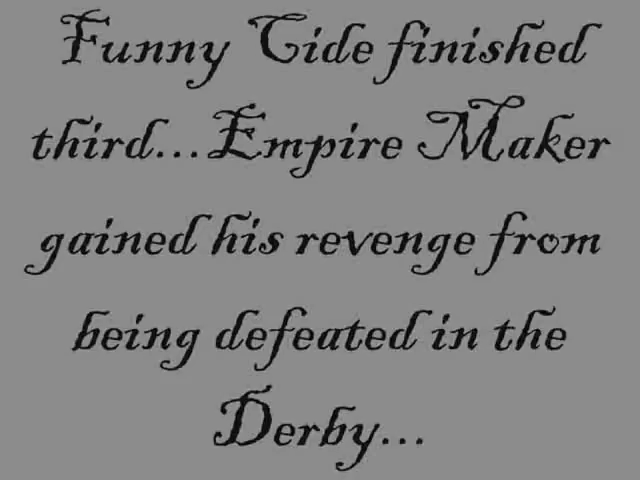 Funny Cide finished
third...Empire Maker
gained his revenge from
being defeated in the
Derby...